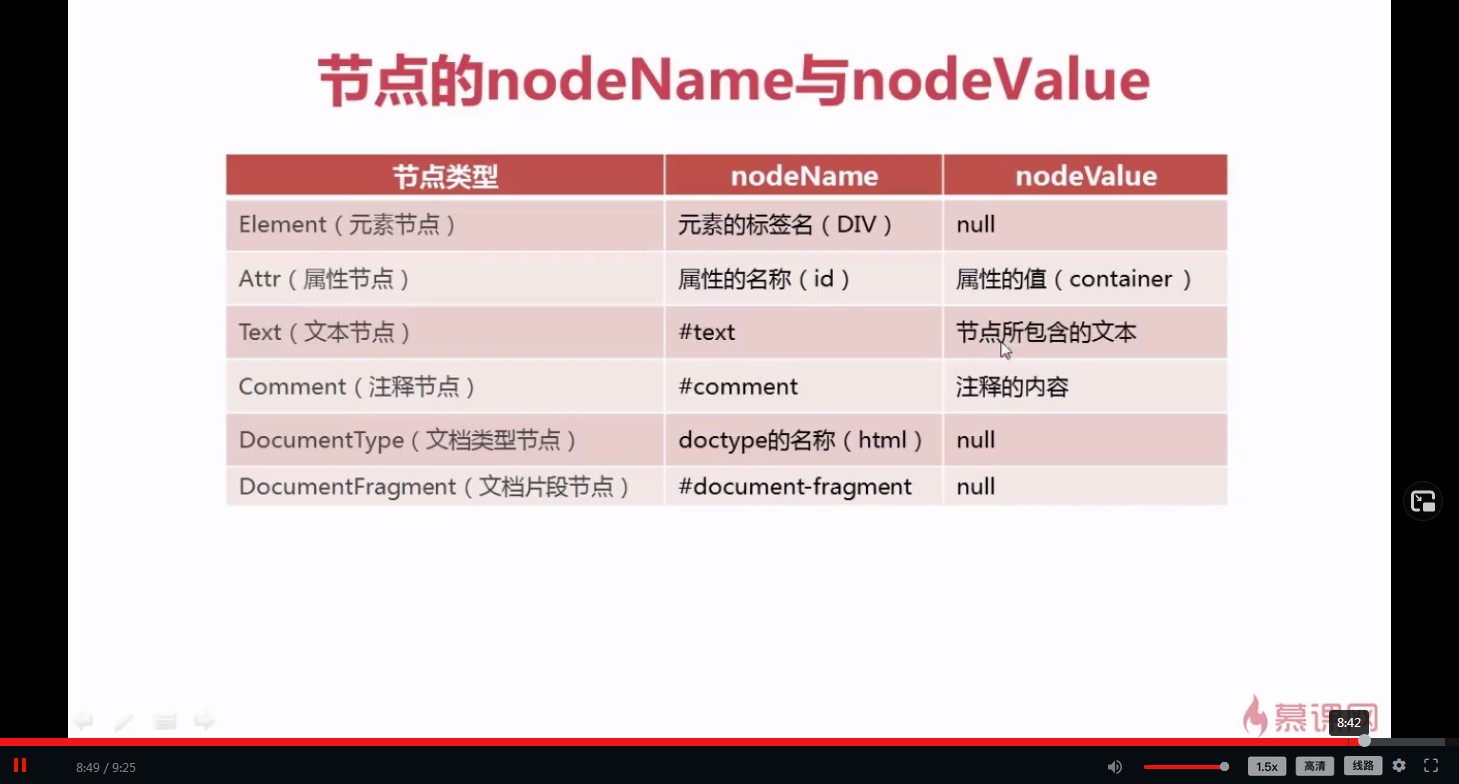 节点的nodeName与nodeValue
节点类型 nodeName nodeValue
Element（元素节点） 元素的标签名（DIV） null
Attr（属性节点） 属性的名称（id） 属性的值（container）
Text（文本节点） #text 节点所包含的文本
Comment（注释节点） #comment 注释的内容
DocumentType（文档类型节点） doctype的名称（html） null
DocumentFragment（文档片段节点） #document-fragment null
慕课网
8:42
8:49 / 9:25 1.5x 高清 线路